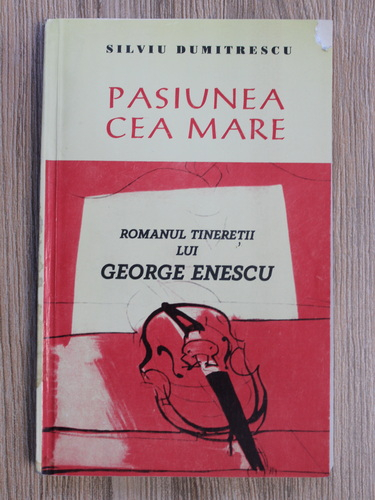 SILVIU DUMITRESCU
PASIUNEA
CEA MARE
ROMANUL TINEREȚII
LUI
GEORGE ENESCU